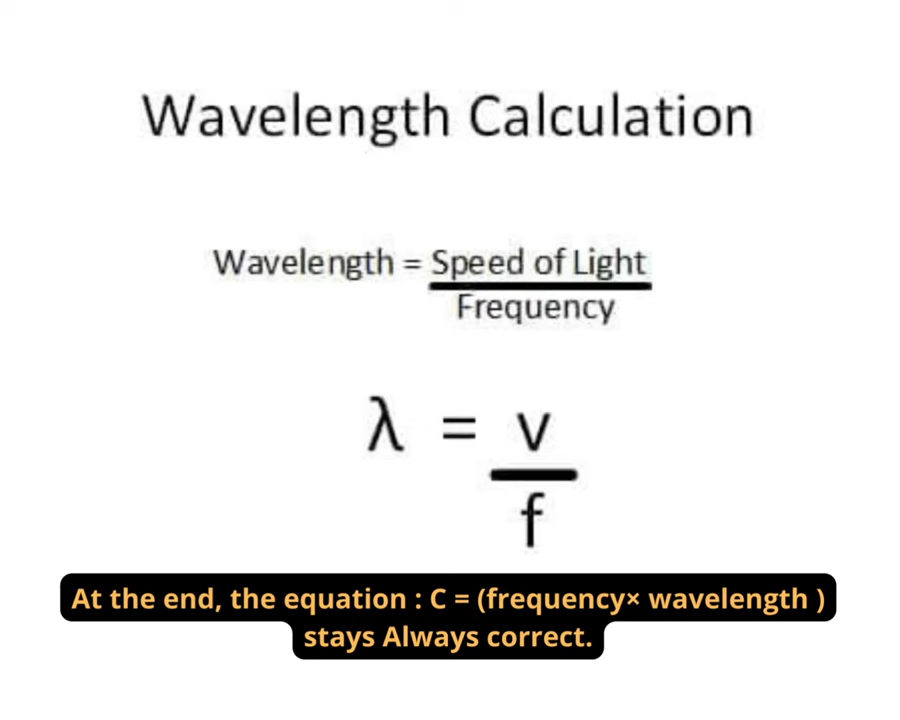 Wavelength Calculation
Wavelength = Speed of Light
Frequency
λ = v
f
At the end, the equation : C = (frequency× wavelength )
stays Always correct.